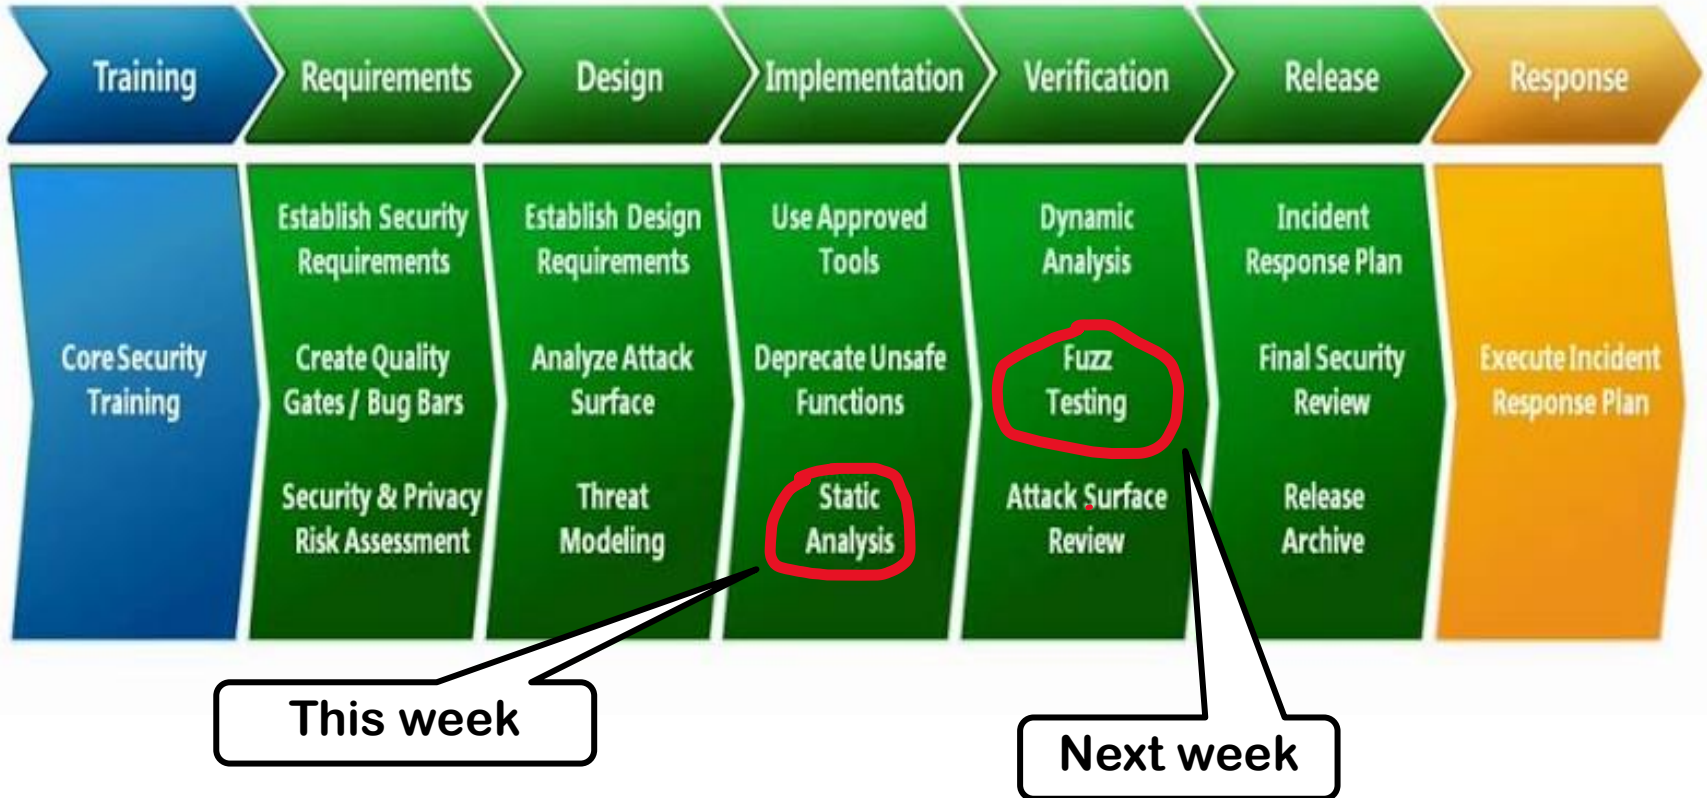 Training
Requirements
Design
Implementation
Verification
Release
Response
Core Security
Training
Establish Security
Requirements
Create Quality
Gates / Bug Bars
Security & Privacy
Risk Assessment
Establish Design
Requirements
Analyze Attack
Surface
Threat
Modeling
Use Approved
Tools
Deprecate Unsafe
Functions
Static
Analysis
Dynamic
Analysis
Fuzz
Testing
Attack Surface
Review
Incident
Response Plan
Final Security
Review
Release
Archive
Execute Incident
Response Plan
This week
Next week